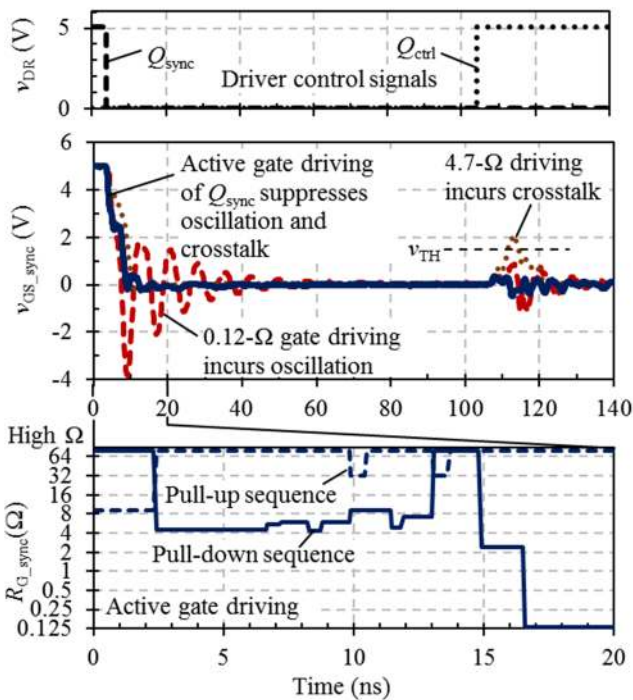 5
v_DR (V)
Q_sync
Q_ctrl
Driver control signals
0
6
4
2
0
-2
-4
v_GS_sync (V)
Active gate driving
of Q_sync suppresses
oscillation and
crosstalk
4.7-Ω driving
incurs crosstalk
v_TH
0.12-Ω gate driving
incurs oscillation
0 20 40 60 80 100 120 140
High Ω
64
32
16
8
4
2
1
0.5
0.25
0.125
R_G_sync(Ω)
Pull-up sequence
Pull-down sequence
Active gate driving
0 5 10 15 20
Time (ns)